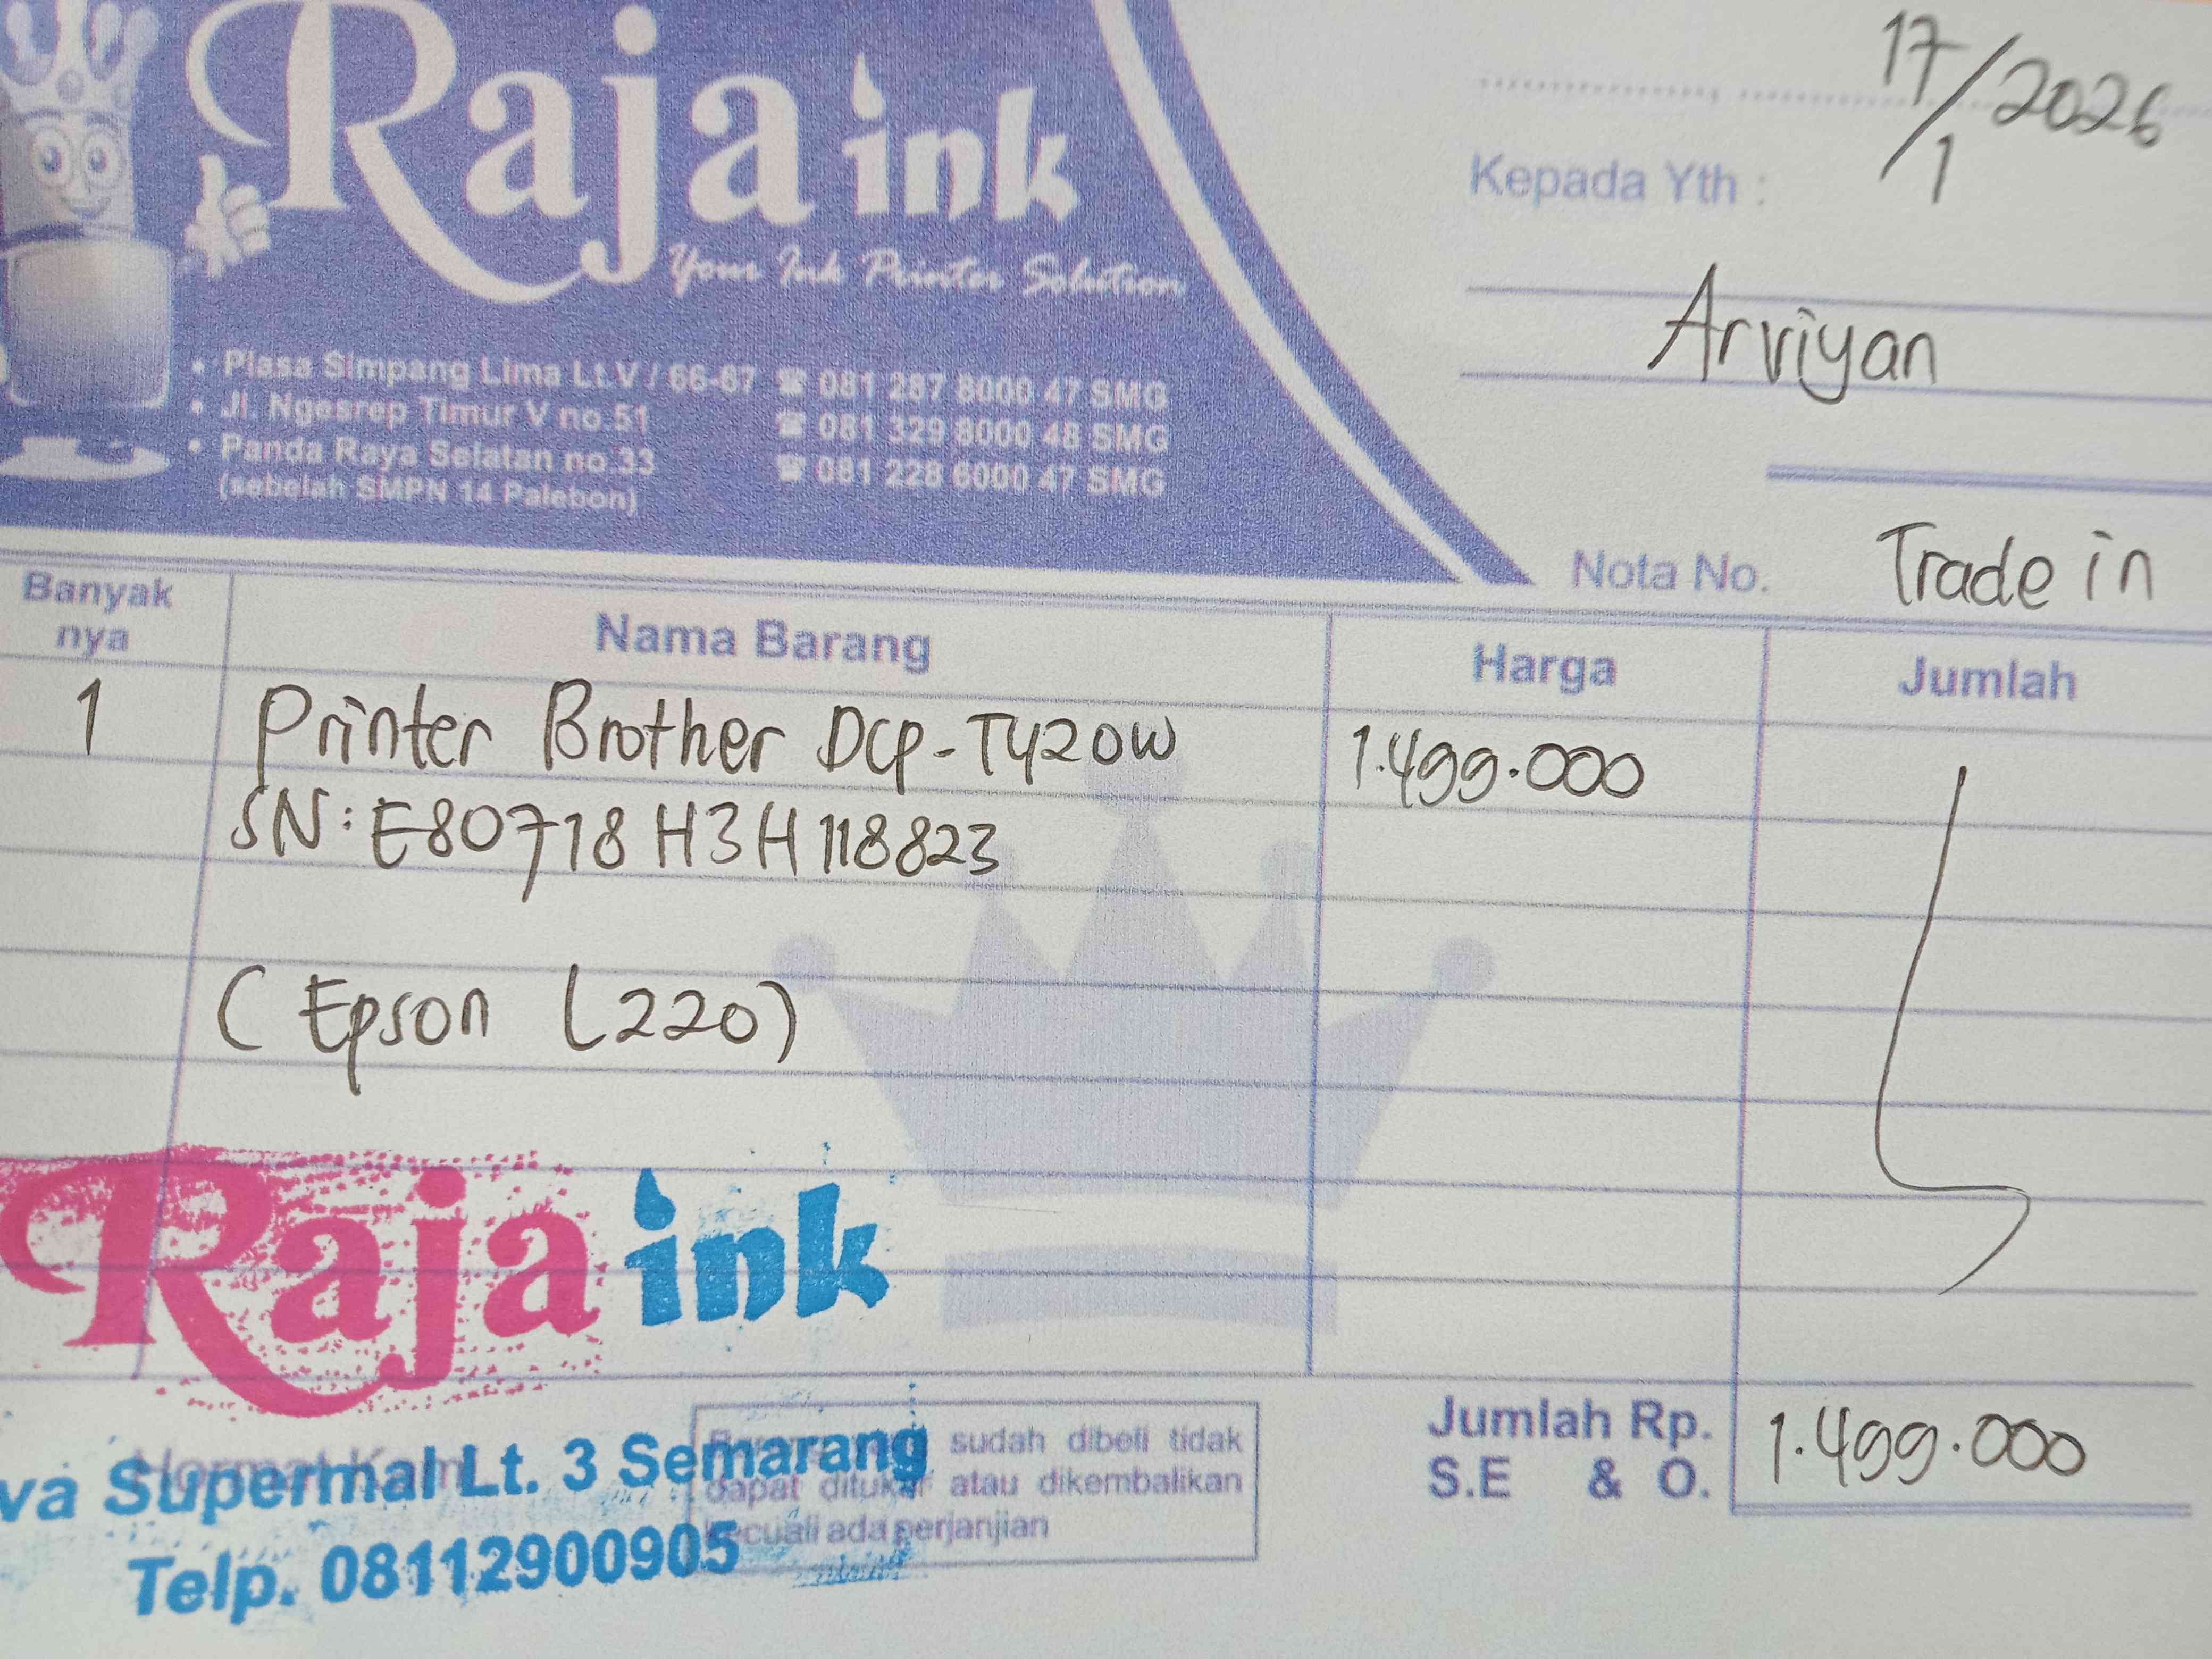 Raja ink
Your Ink Printer Solution
• Plasa Simpang Lima Lt.V / 66-67 ☎ 081 287 8000 47 SMG
• Jl. Ngesrep Timur V no.51 ☎ 081 329 8000 48 SMG
• Panda Raya Selatan no.33 ☎ 081 228 6000 47 SMG
(sebelah SMPN 14 Palebon)
17/1/2026
Kepada Yth :
Arviyan
Nota No. Trade in
Banyak nya Nama Barang Harga Jumlah
1 Printer Brother DCP-T420W 1.499.000
SN: E80718H3H118823
(Epson L220)
Raja ink
va Supermal Lt. 3 Semarang
Telp. 08112900905
Hormat Kam
sudah dibeli tidak
dapat ditukar atau dikembalikan
kecuali ada perjanjian
Jumlah Rp. 1.499.000
S.E & O.